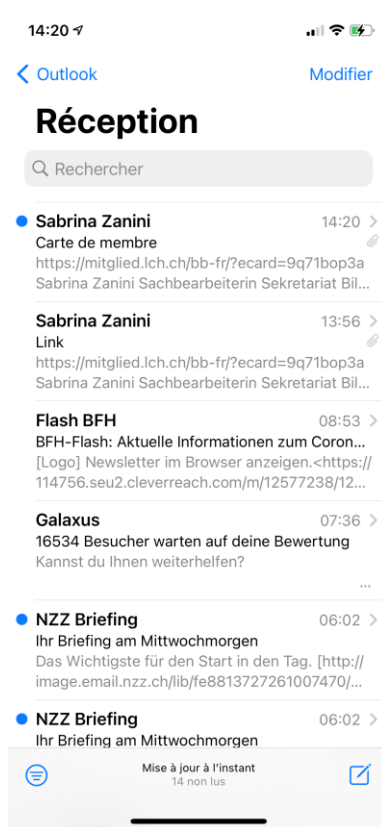 14:20
Outlook
Modifier
Réception
Rechercher
Sabrina Zanini 14:20
Carte de membre
https://mitglied.lch.ch/bb-fr/?ecard=9q71bop3a
Sabrina Zanini Sachbearbeiterin Sekretariat Bil...
Sabrina Zanini 13:56
Link
https://mitglied.lch.ch/bb-fr/?ecard=9q71bop3a
Sabrina Zanini Sachbearbeiterin Sekretariat Bil...
Flash BFH 08:53
BFH-Flash: Aktuelle Informationen zum Coron...
[Logo] Newsletter im Browser anzeigen.<https://
114756.seu2.cleverreach.com/m/12577238/12...
Galaxus 07:36
16534 Besucher warten auf deine Bewertung
Kannst du Ihnen weiterhelfen?
...
NZZ Briefing 06:02
Ihr Briefing am Mittwochmorgen
Das Wichtigste für den Start in den Tag. [http://
image.email.nzz.ch/lib/fe8813727261007470/...
NZZ Briefing 06:02
Ihr Briefing am Mittwochmorgen
Mise à jour à l'instant
14 non lus